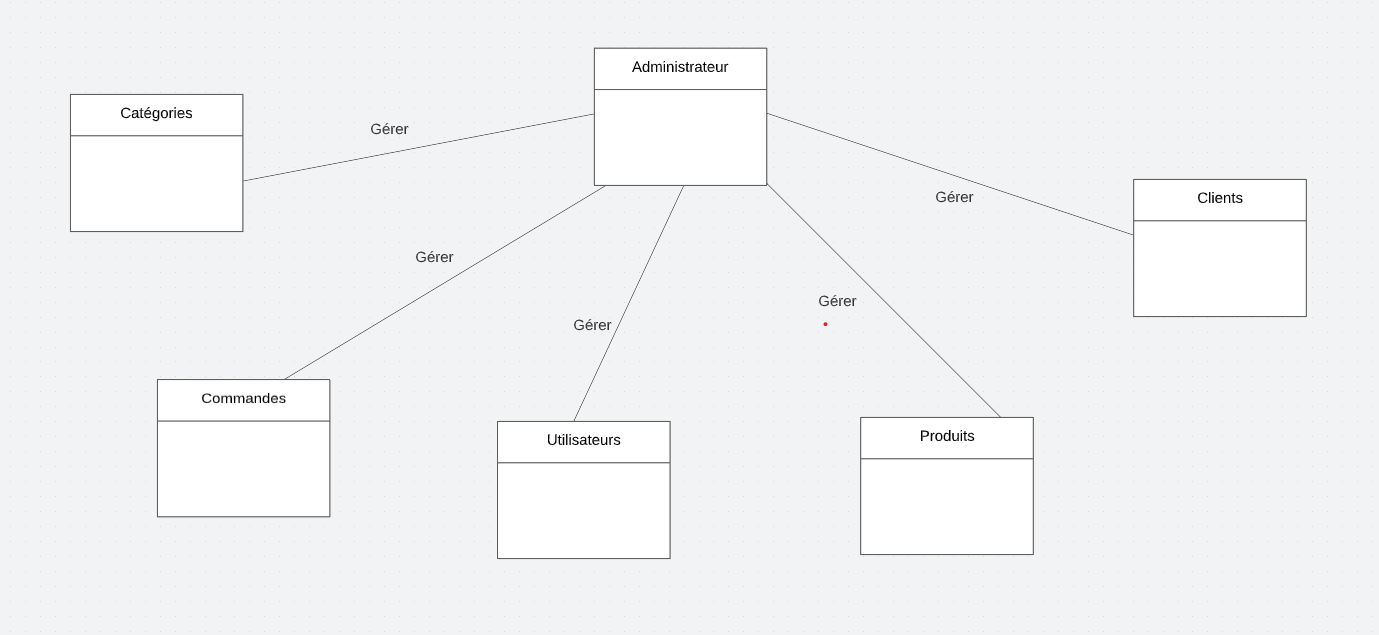 Administrateur
Catégories
Gérer
Gérer
Clients
Gérer
Gérer
Gérer
Commandes
Utilisateurs
Produits